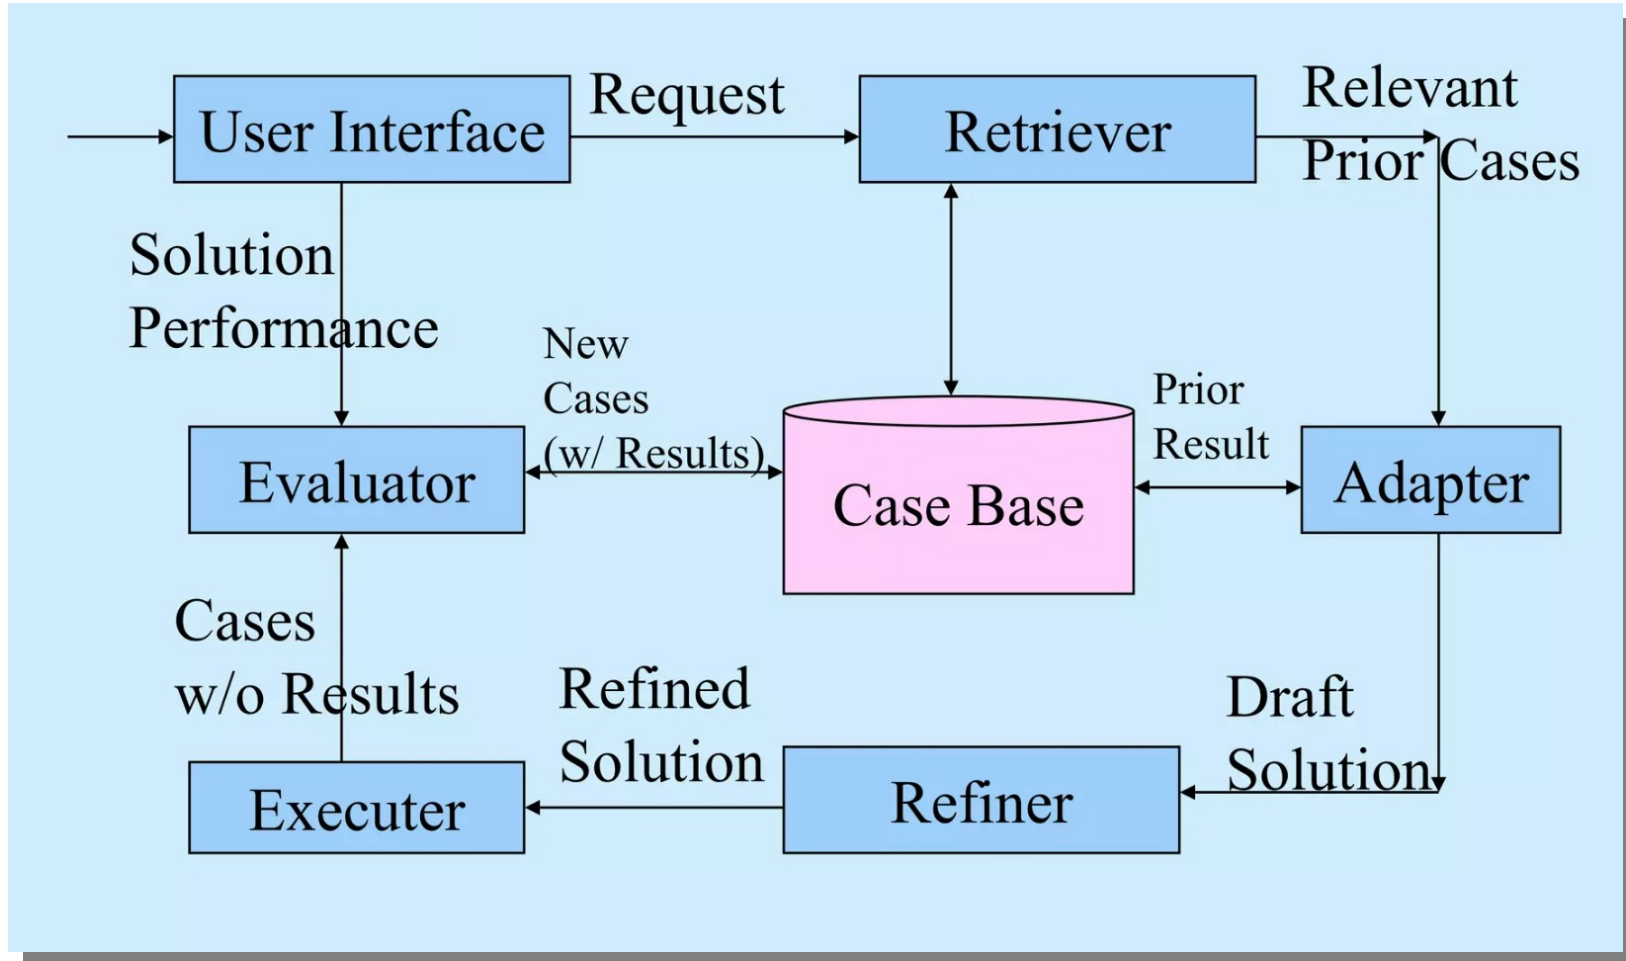 User Interface
Request
Retriever
Relevant
Prior Cases
Solution
Performance
New
Cases
(w/ Results)
Prior
Result
Evaluator
Case Base
Adapter
Cases
w/o Results
Refined
Solution
Draft
Solution
Executer
Refiner